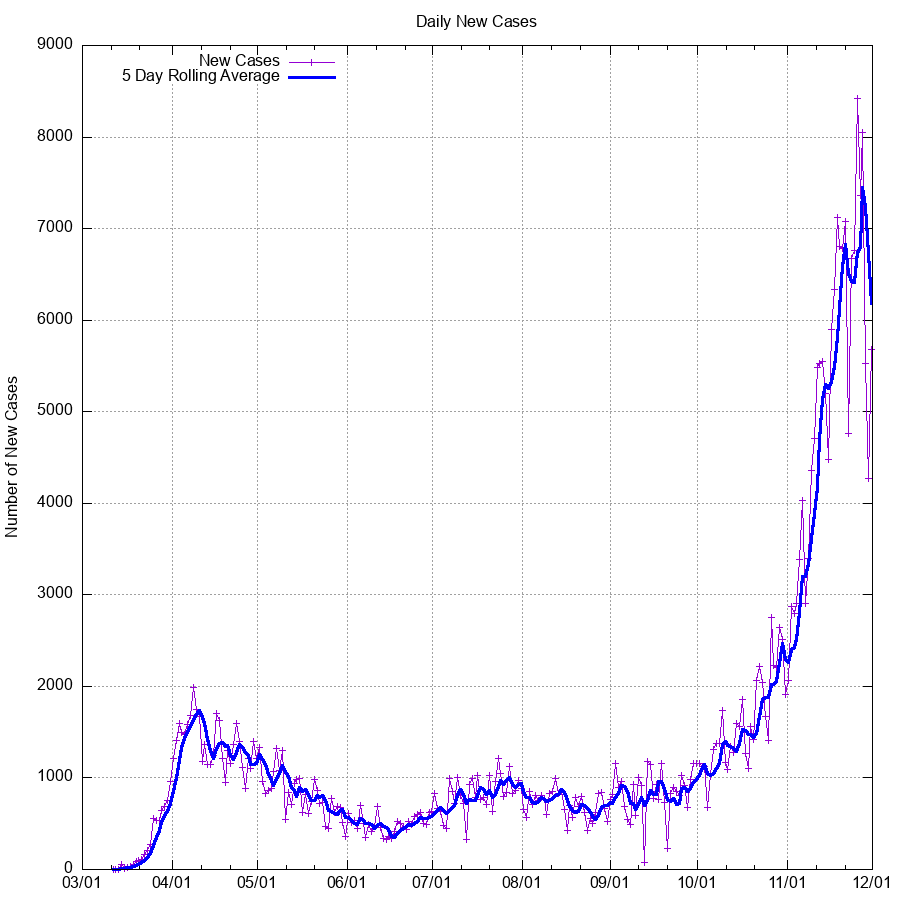 Daily New Cases
New Cases
5 Day Rolling Average
Number of New Cases
9000
8000
7000
6000
5000
4000
3000
2000
1000
0
03/01 04/01 05/01 06/01 07/01 08/01 09/01 10/01 11/01 12/01